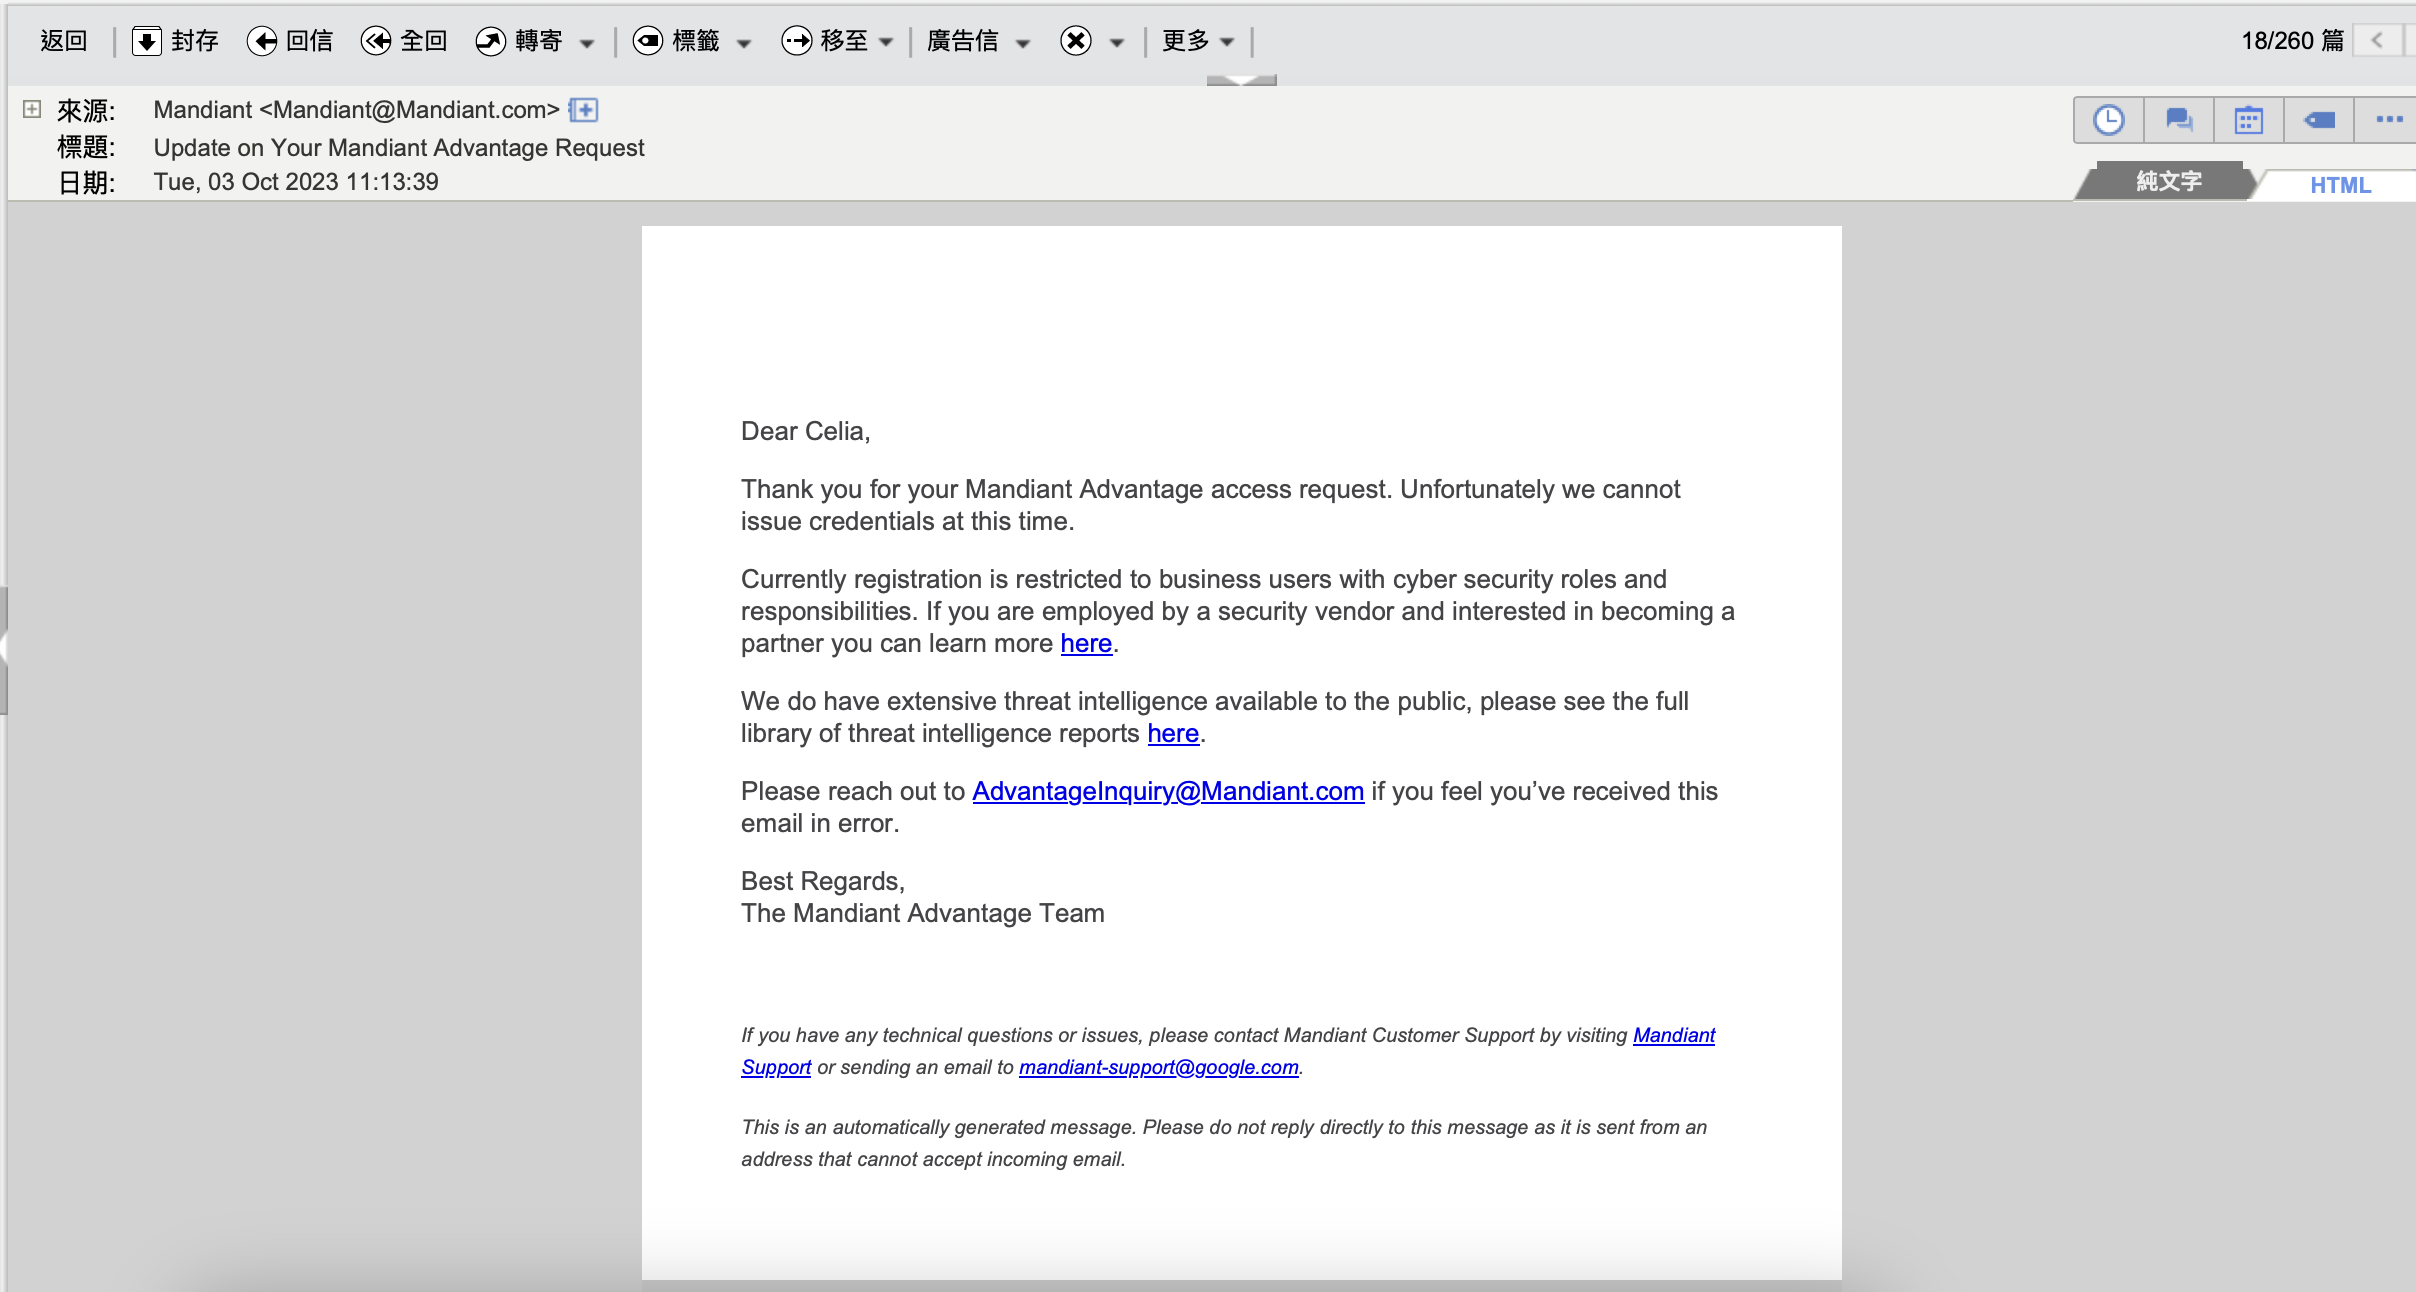 返回 封存 回信 全回 轉寄 標籤 移至 廣告信 更多 18/260 篇
來源: Mandiant <Mandiant@Mandiant.com>
標題: Update on Your Mandiant Advantage Request
日期: Tue, 03 Oct 2023 11:13:39
純文字 HTML
Dear Celia,
Thank you for your Mandiant Advantage access request. Unfortunately we cannot
issue credentials at this time.
Currently registration is restricted to business users with cyber security roles and
responsibilities. If you are employed by a security vendor and interested in becoming a
partner you can learn more here.
We do have extensive threat intelligence available to the public, please see the full
library of threat intelligence reports here.
Please reach out to AdvantageInquiry@Mandiant.com if you feel you’ve received this
email in error.
Best Regards,
The Mandiant Advantage Team
If you have any technical questions or issues, please contact Mandiant Customer Support by visiting Mandiant
Support or sending an email to mandiant-support@google.com.
This is an automatically generated message. Please do not reply directly to this message as it is sent from an
address that cannot accept incoming email.